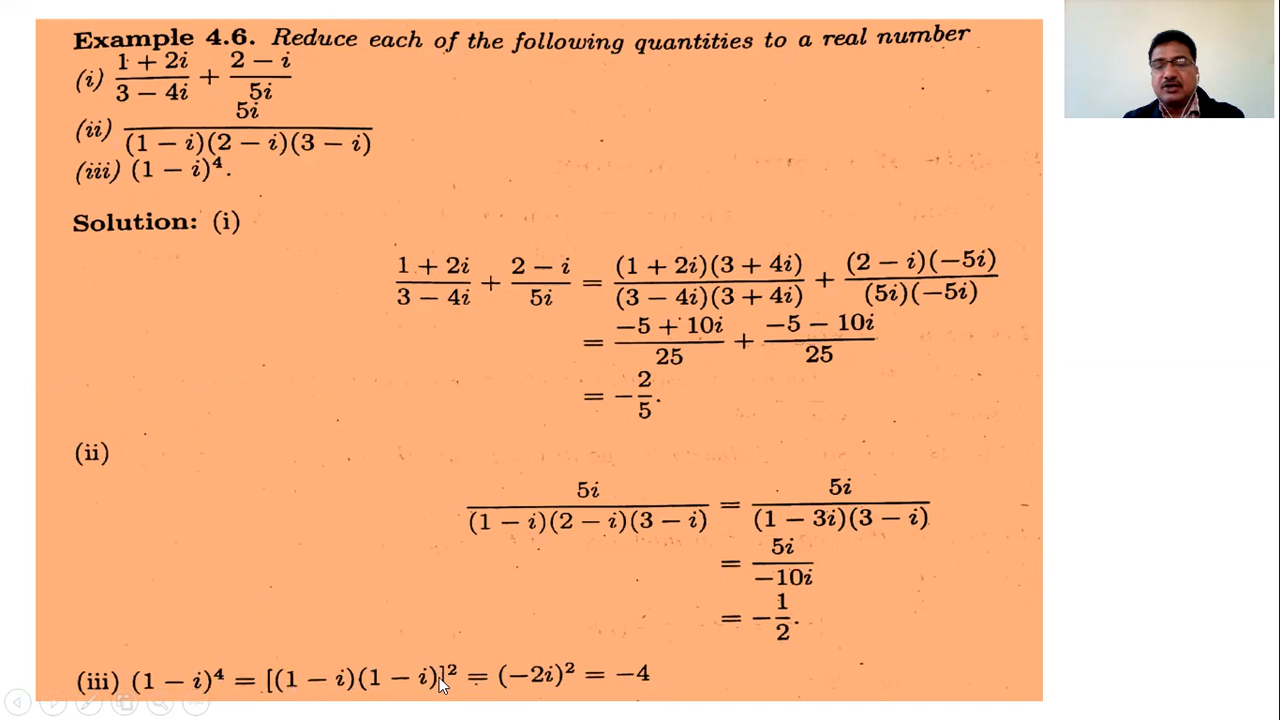 Example 4.6. Reduce each of the following quantities to a real number
(i) (1 + 2i)/(3 − 4i) + (2 − i)/(5i)
(ii) 5i/((1 − i)(2 − i)(3 − i))
(iii) (1 − i)⁴.
Solution: (i)
(1 + 2i)/(3 − 4i) + (2 − i)/(5i) = ((1 + 2i)(3 + 4i))/((3 − 4i)(3 + 4i)) + ((2 − i)(−5i))/((5i)(−5i))
= (−5 + 10i)/25 + (−5 − 10i)/25
= −2/5.
(ii)
5i/((1 − i)(2 − i)(3 − i)) = 5i/((1 − 3i)(3 − i))
= 5i/(−10i)
= −1/2.
(iii) (1 − i)⁴ = [(1 − i)(1 − i)]² = (−2i)² = −4